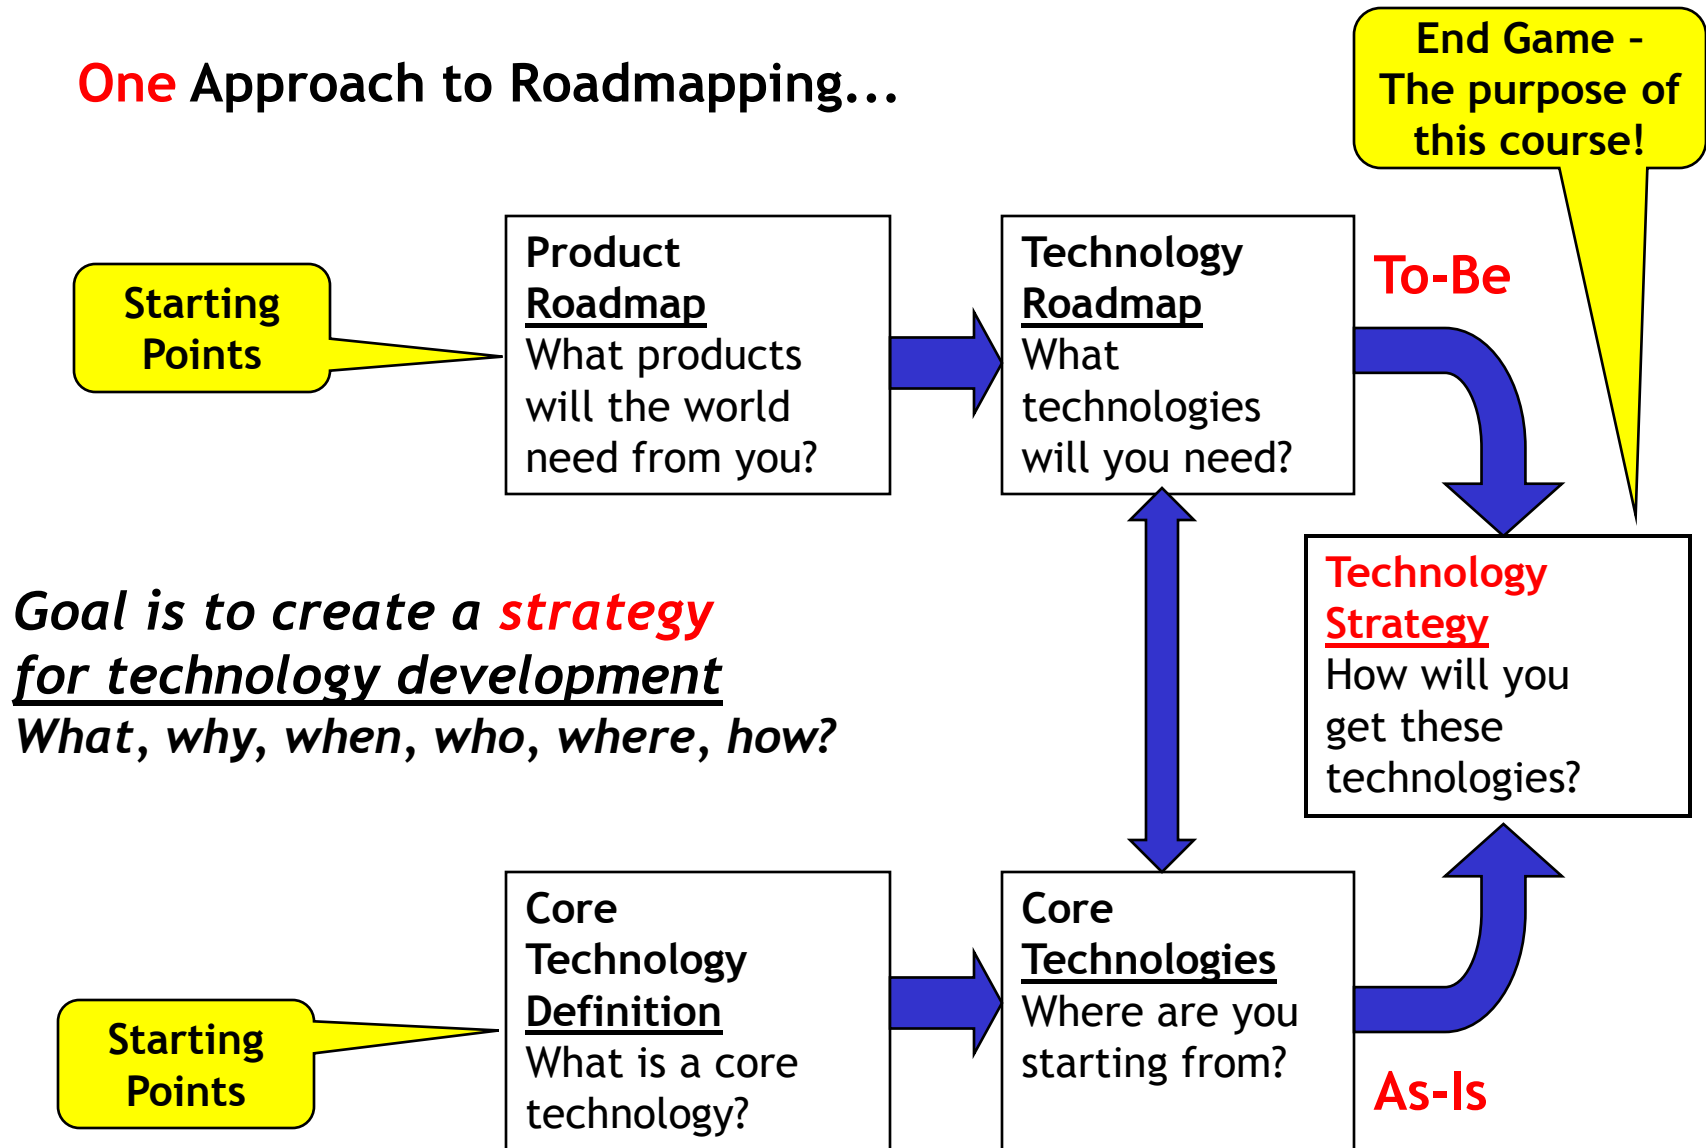 One Approach to Roadmapping...
End Game –
The purpose of
this course!
Starting
Points
Product
Roadmap
What products
will the world
need from you?
Technology
Roadmap
What
technologies
will you need?
To-Be
Goal is to create a strategy
for technology development
What, why, when, who, where, how?
Technology
Strategy
How will you
get these
technologies?
Starting
Points
Core
Technology
Definition
What is a core
technology?
Core
Technologies
Where are you
starting from?
As-Is